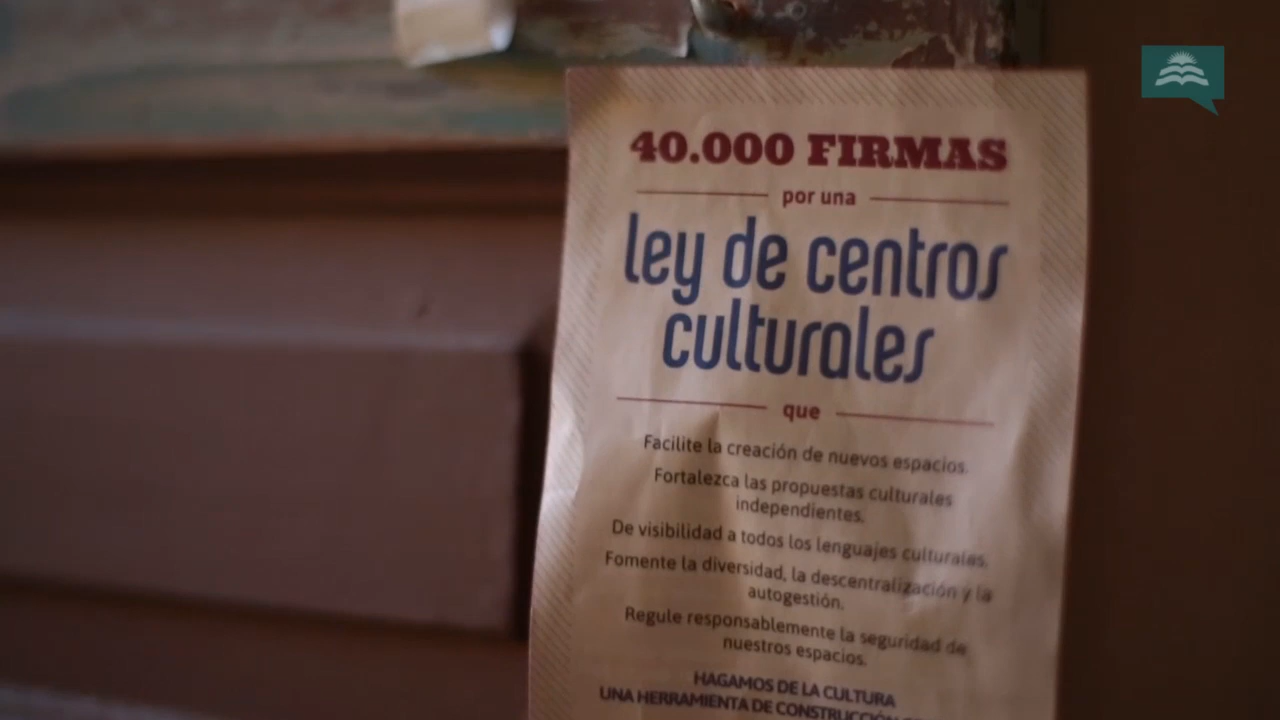 40.000 FIRMAS
por una
ley de centros
culturales
que
Facilite la creación de nuevos espacios.
Fortalezca las propuestas culturales
independientes.
De visibilidad a todos los lenguajes culturales.
Fomente la diversidad, la descentralización y la
autogestión.
Regule responsablemente la seguridad de
nuestros espacios.
HAGAMOS DE LA CULTURA
UNA HERRAMIENTA DE CONSTRUCCIÓN